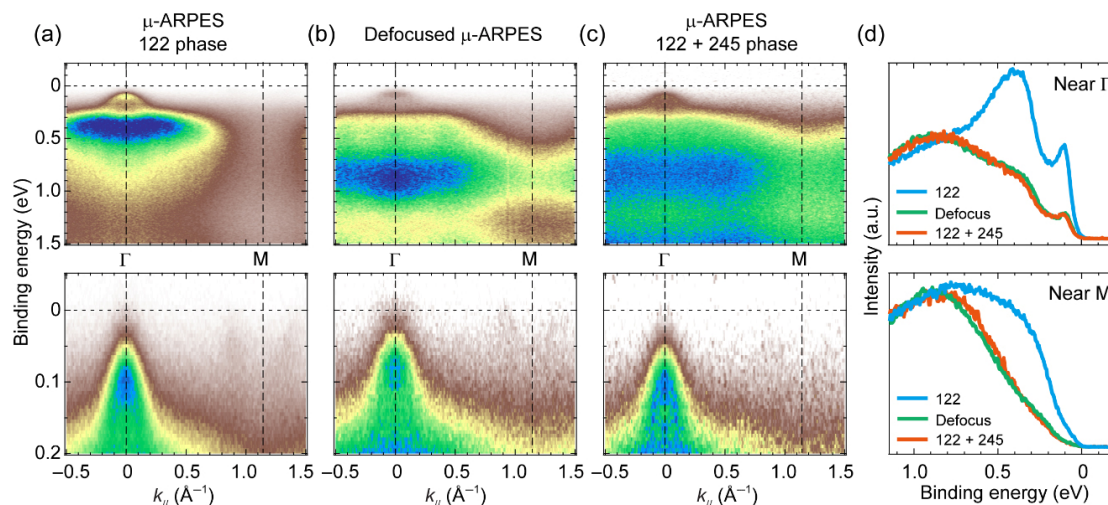 (a) μ-ARPES
122 phase
(b) Defocused μ-ARPES
(c) μ-ARPES
122 + 245 phase
(d)
Binding energy (eV)
0
0.5
1.0
1.5
Γ M
Γ M
Γ M
0
0.1
0.2
−0.5 0 0.5 1.0 1.5
−0.5 0 0.5 1.0 1.5
−0.5 0 0.5 1.0 1.5
k// (Å−1)
k// (Å−1)
k// (Å−1)
Intensity (a.u.)
Near Γ
122
Defocus
122 + 245
Near M
122
Defocus
122 + 245
1.0 0.5 0
Binding energy (eV)